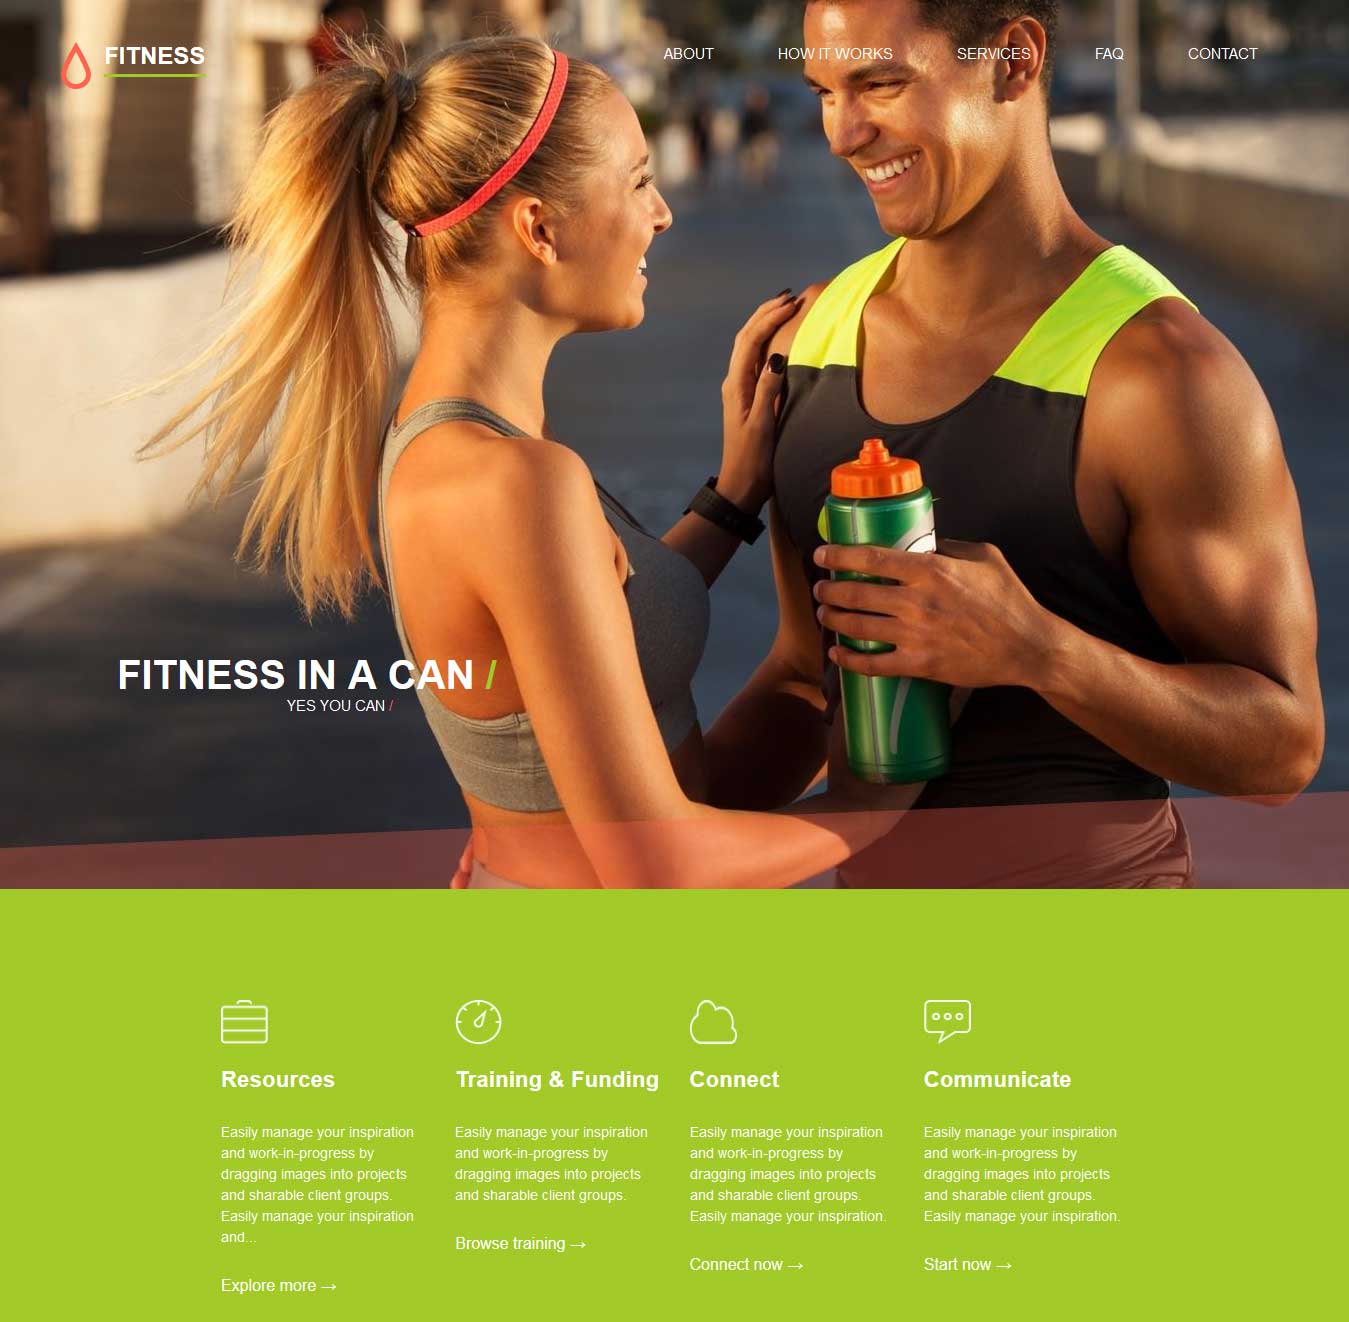 FITNESS
ABOUT HOW IT WORKS SERVICES FAQ CONTACT
FITNESS IN A CAN /
YES YOU CAN /
Resources
Easily manage your inspiration
and work-in-progress by
dragging images into projects
and sharable client groups.
Easily manage your inspiration
and...
Explore more →
Training & Funding
Easily manage your inspiration
and work-in-progress by
dragging images into projects
and sharable client groups.
Browse training →
Connect
Easily manage your inspiration
and work-in-progress by
dragging images into projects
and sharable client groups.
Easily manage your inspiration.
Connect now →
Communicate
Easily manage your inspiration
and work-in-progress by
dragging images into projects
and sharable client groups.
Easily manage your inspiration.
Start now →